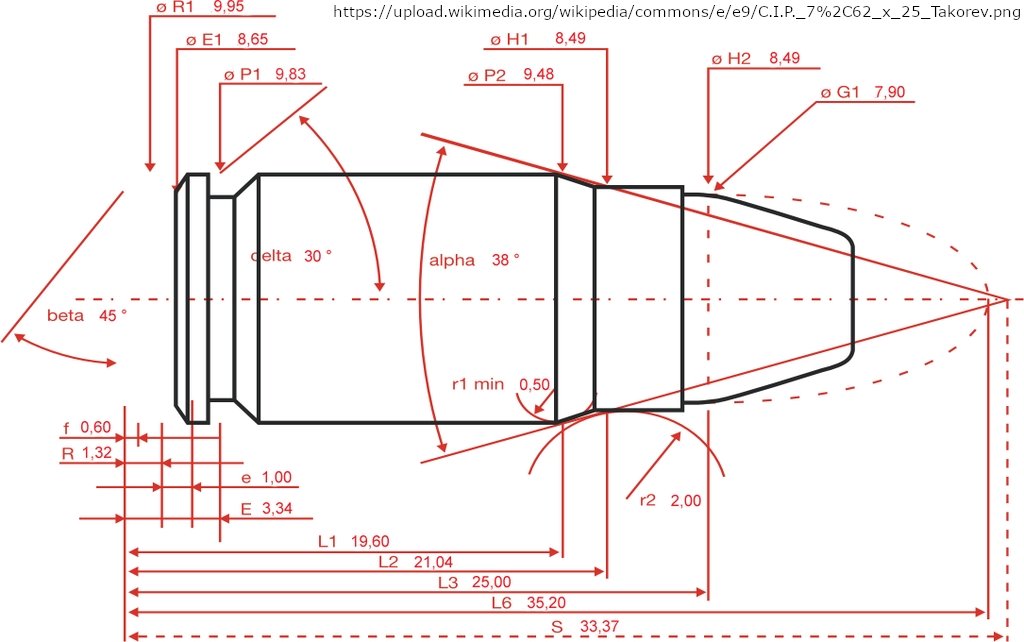 ø R1 9,95
https://upload.wikimedia.org/wikipedia/commons/e/e9/C.I.P._7%2C62_x_25_Takorev.png
ø E1 8,65
ø H1 8,49
ø H2 8,49
ø P1 9,83
ø P2 9,48
ø G1 7,90
delta 30 °
alpha 38 °
beta 45 °
r1 min 0,50
f 0,60
R 1,32
e 1,00
r2 2,00
E 3,34
L1 19,60
L2 21,04
L3 25,00
L6 35,20
S 33,37